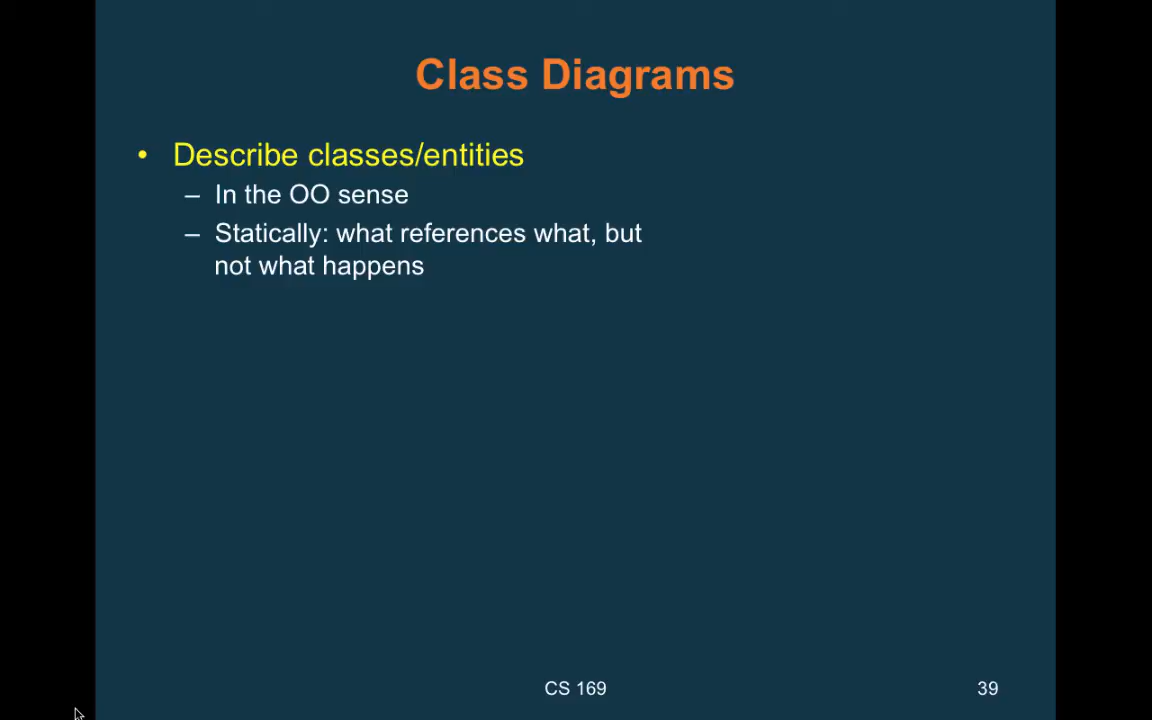 Class Diagrams
• Describe classes/entities
– In the OO sense
– Statically: what references what, but
not what happens
CS 169
39